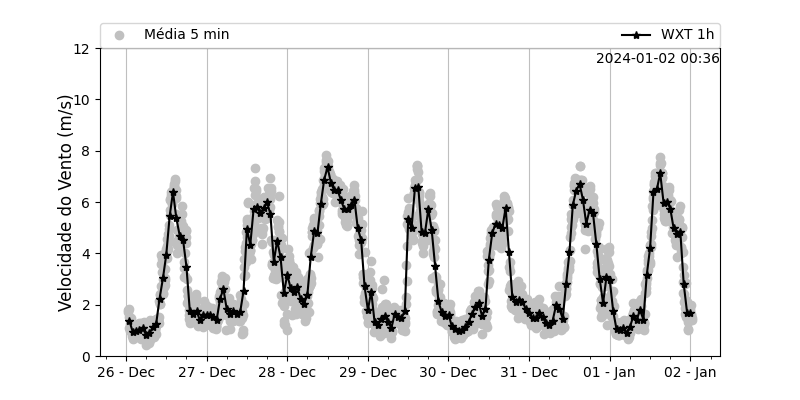 Média 5 min
WXT 1h
2024-01-02 00:36
Velocidade do Vento (m/s)
12
10
8
6
4
2
0
26 - Dec 27 - Dec 28 - Dec 29 - Dec 30 - Dec 31 - Dec 01 - Jan 02 - Jan